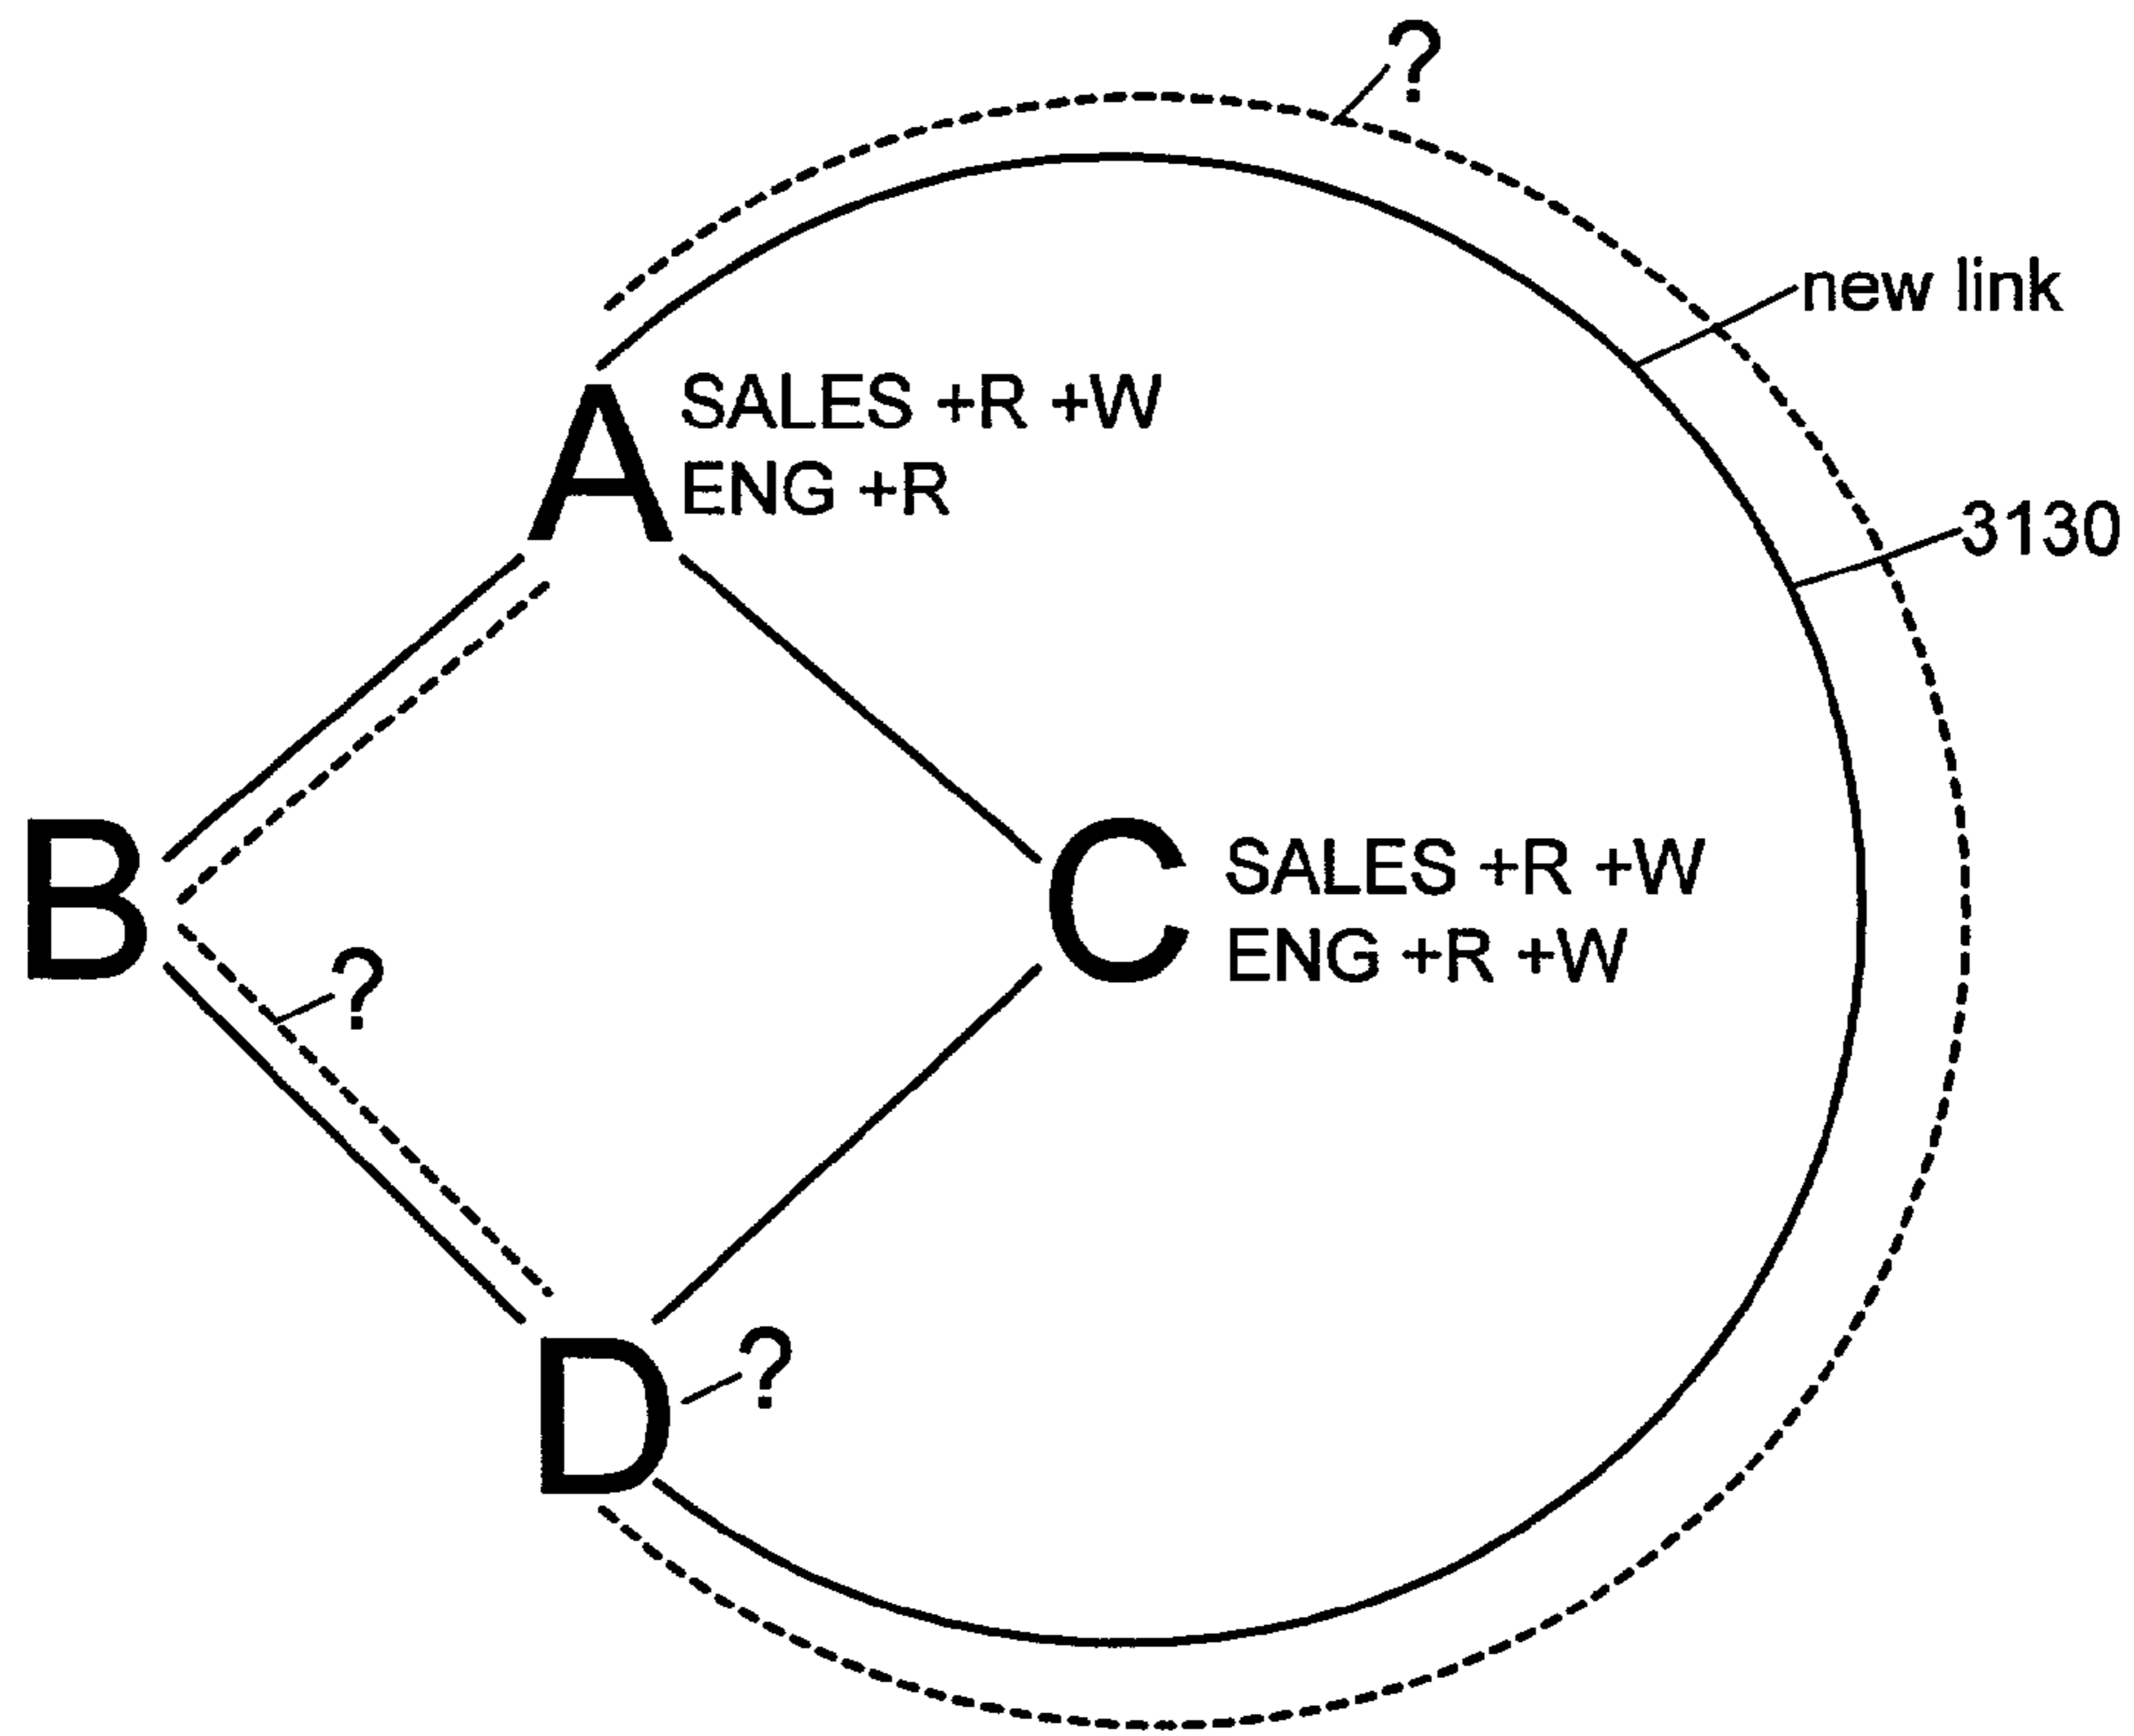 ?
new link
A
SALES +R +W
ENG +R
3130
B
C
SALES +R +W
ENG +R +W
?
?
D